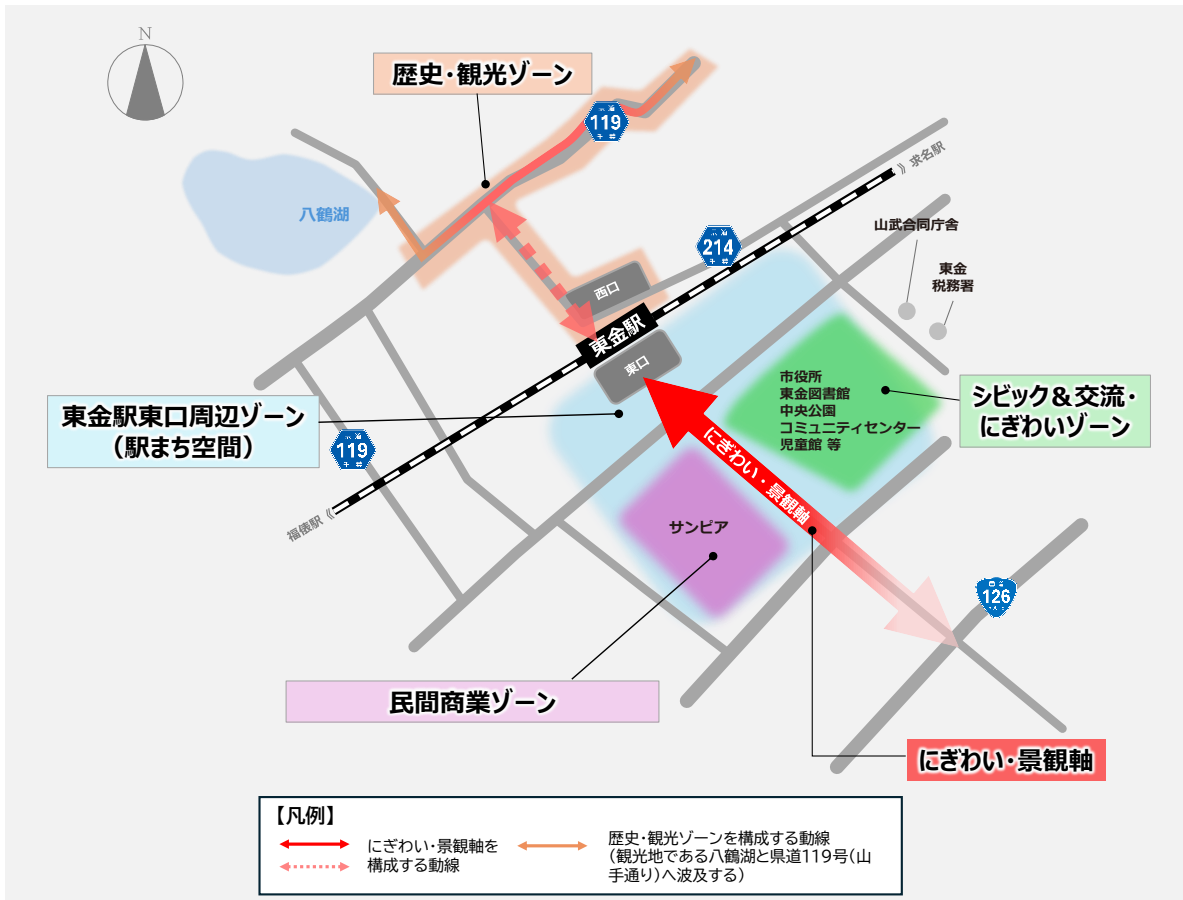 N
歴史・観光ゾーン
119
八鶴湖
》求名駅
214
山武合同庁舎
東金
税務署
西口
東金駅
東口
市役所
東金図書館
中央公園
コミュニティセンター
児童館 等
シビック＆交流・
にぎわいゾーン
東金駅東口周辺ゾーン
（駅まち空間）
119
福俵駅《
にぎわい・景観軸
サンピア
126
民間商業ゾーン
にぎわい・景観軸
【凡例】
にぎわい・景観軸を
構成する動線
歴史・観光ゾーンを構成する動線
（観光地である八鶴湖と県道119号（山
手通り）へ波及する）